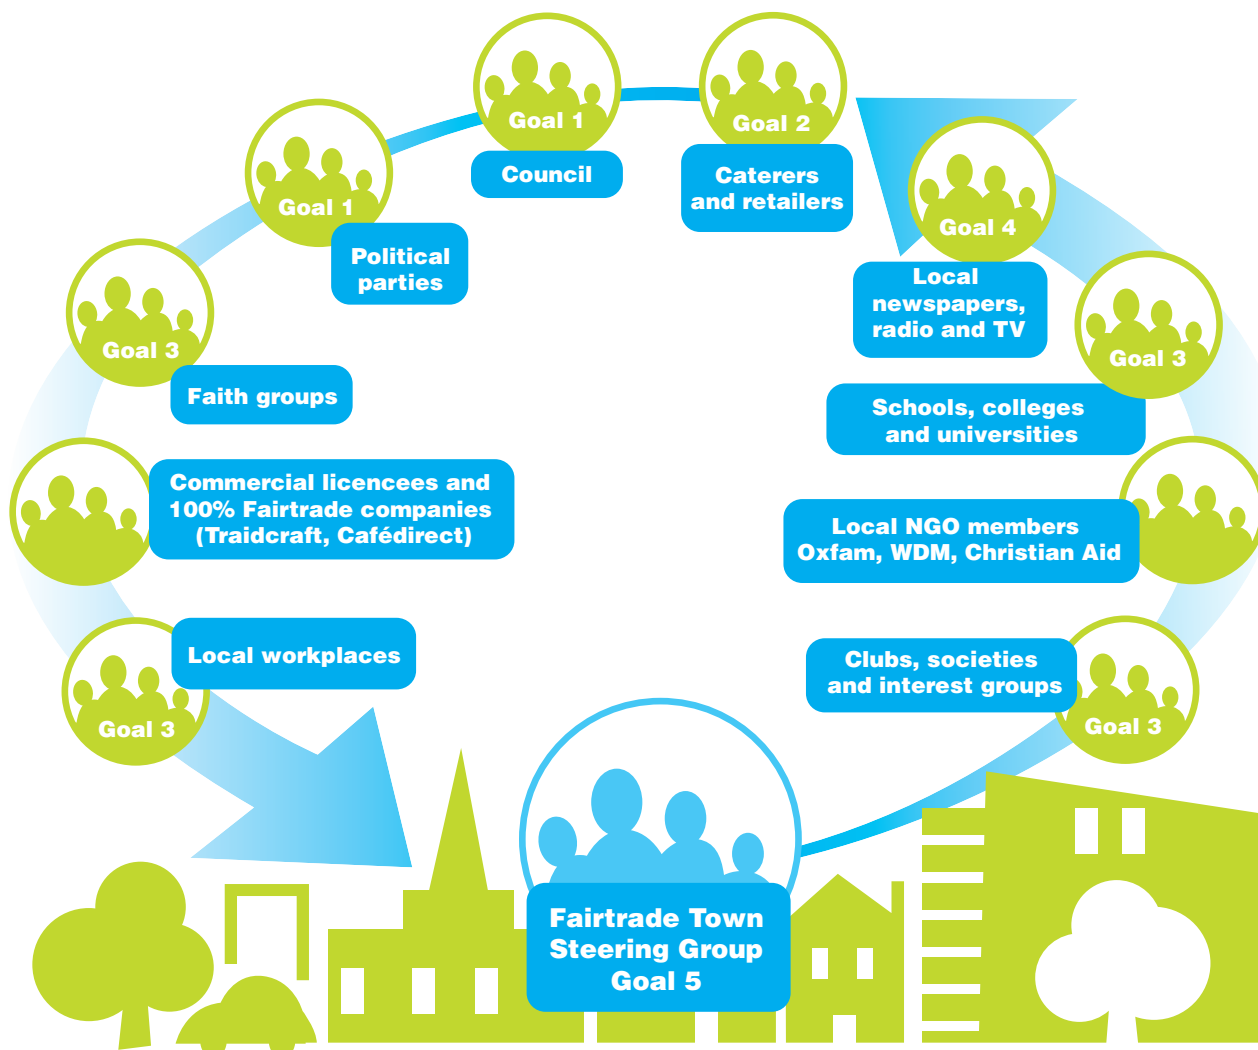 Goal 1
Council
Goal 2
Caterers
and retailers
Goal 1
Political
parties
Goal 4
Local
newspapers,
radio and TV
Goal 3
Faith groups
Goal 3
Schools, colleges
and universities
Commercial licencees and
100% Fairtrade companies
(Traidcraft, Cafédirect)
Local NGO members
Oxfam, WDM, Christian Aid
Goal 3
Local workplaces
Clubs, societies
and interest groups
Goal 3
Fairtrade Town
Steering Group
Goal 5